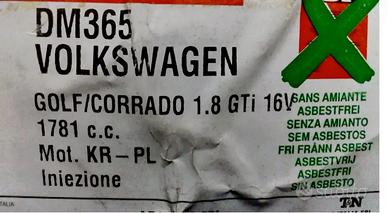 DM365
VOLKSWAGEN
GOLF/CORRADO 1.8 GTi 16V
1781 c.c.
Mot. KR-PL
Iniezione
SANS AMIANTE
ASBESTFREI
SENZA AMIANTO
SEM ASBESTOS
FRI FRÅNN ASBEST
ASBESTVRIJ
ASBESTFRI
SIN ASBESTO
ITALIA